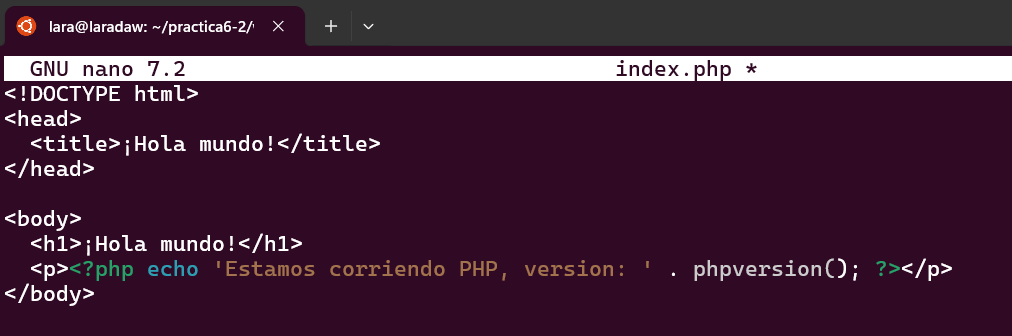 lara@laradaw: ~/practica6-2/
GNU nano 7.2 index.php *
<!DOCTYPE html>
<head>
  <title>¡Hola mundo!</title>
</head>

<body>
  <h1>¡Hola mundo!</h1>
  <p><?php echo 'Estamos corriendo PHP, version: ' . phpversion(); ?></p>
</body>